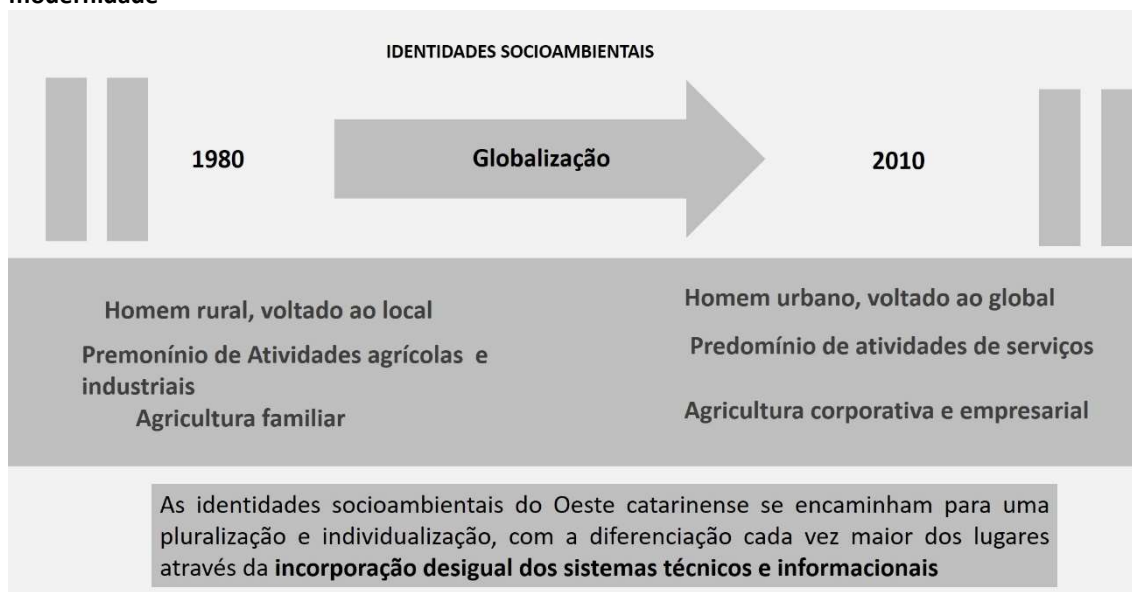 modernidade
IDENTIDADES SOCIOAMBIENTAIS
1980
Globalização
2010
Homem rural, voltado ao local
Premonínio de Atividades agrícolas e
industriais
Agricultura familiar
Homem urbano, voltado ao global
Predomínio de atividades de serviços
Agricultura corporativa e empresarial
As identidades socioambientais do Oeste catarinense se encaminham para uma
pluralização e individualização, com a diferenciação cada vez maior dos lugares
através da incorporação desigual dos sistemas técnicos e informacionais